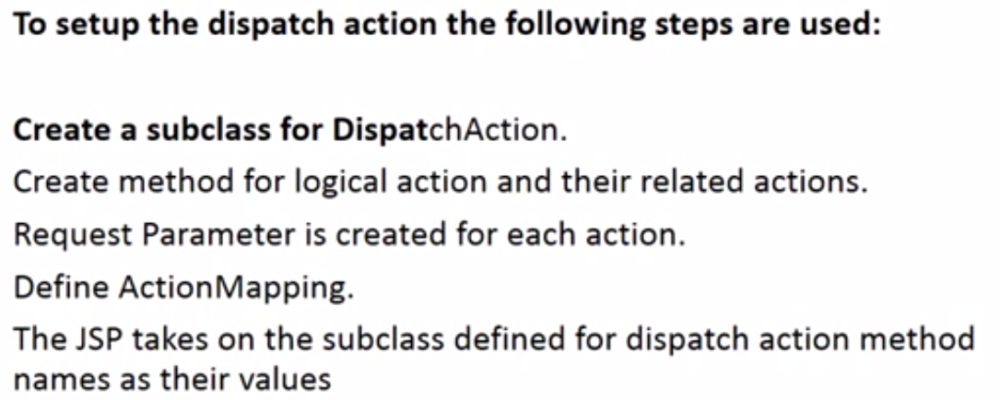 To setup the dispatch action the following steps are used:
Create a subclass for DispatchAction.
Create method for logical action and their related actions.
Request Parameter is created for each action.
Define ActionMapping.
The JSP takes on the subclass defined for dispatch action method
names as their values